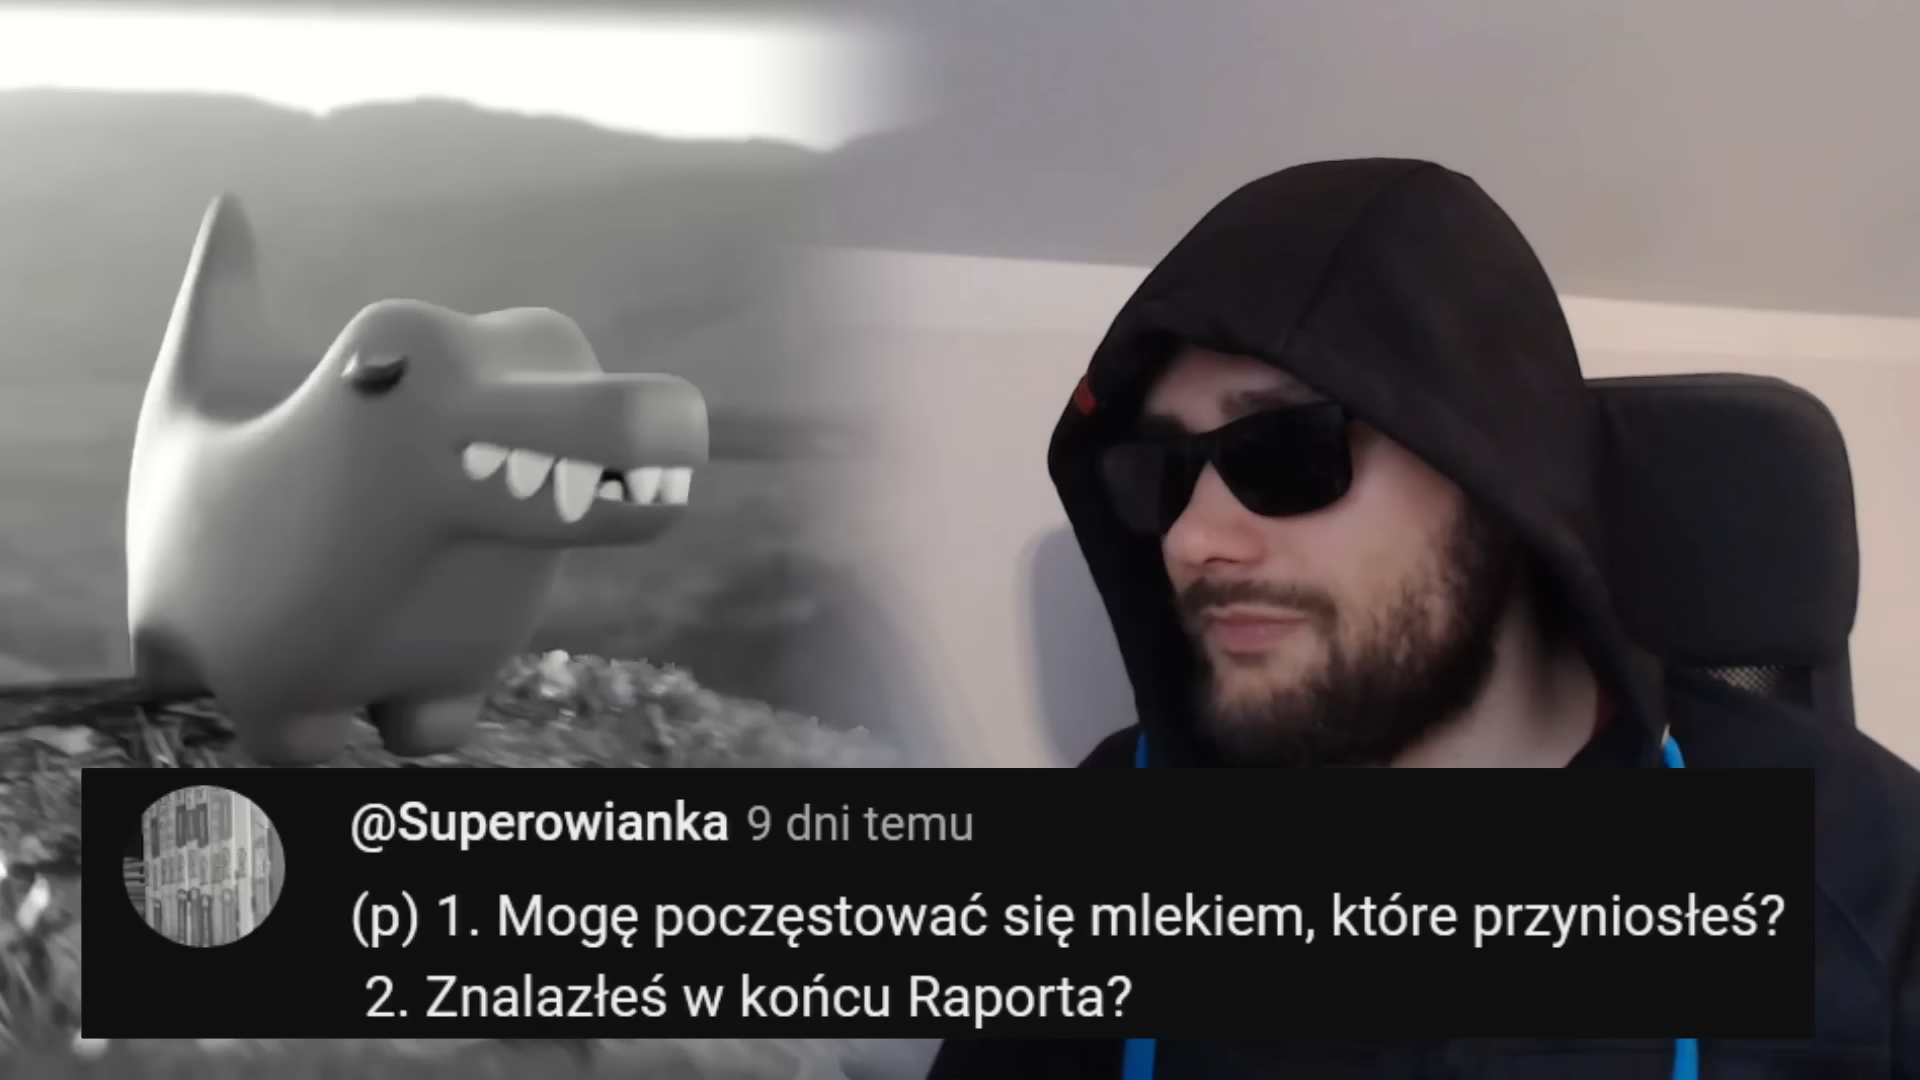 @Superowianka 9 dni temu
(p) 1. Mogę poczęstować się mlekiem, które przyniosłeś?
2. Znalazłeś w końcu Raporta?